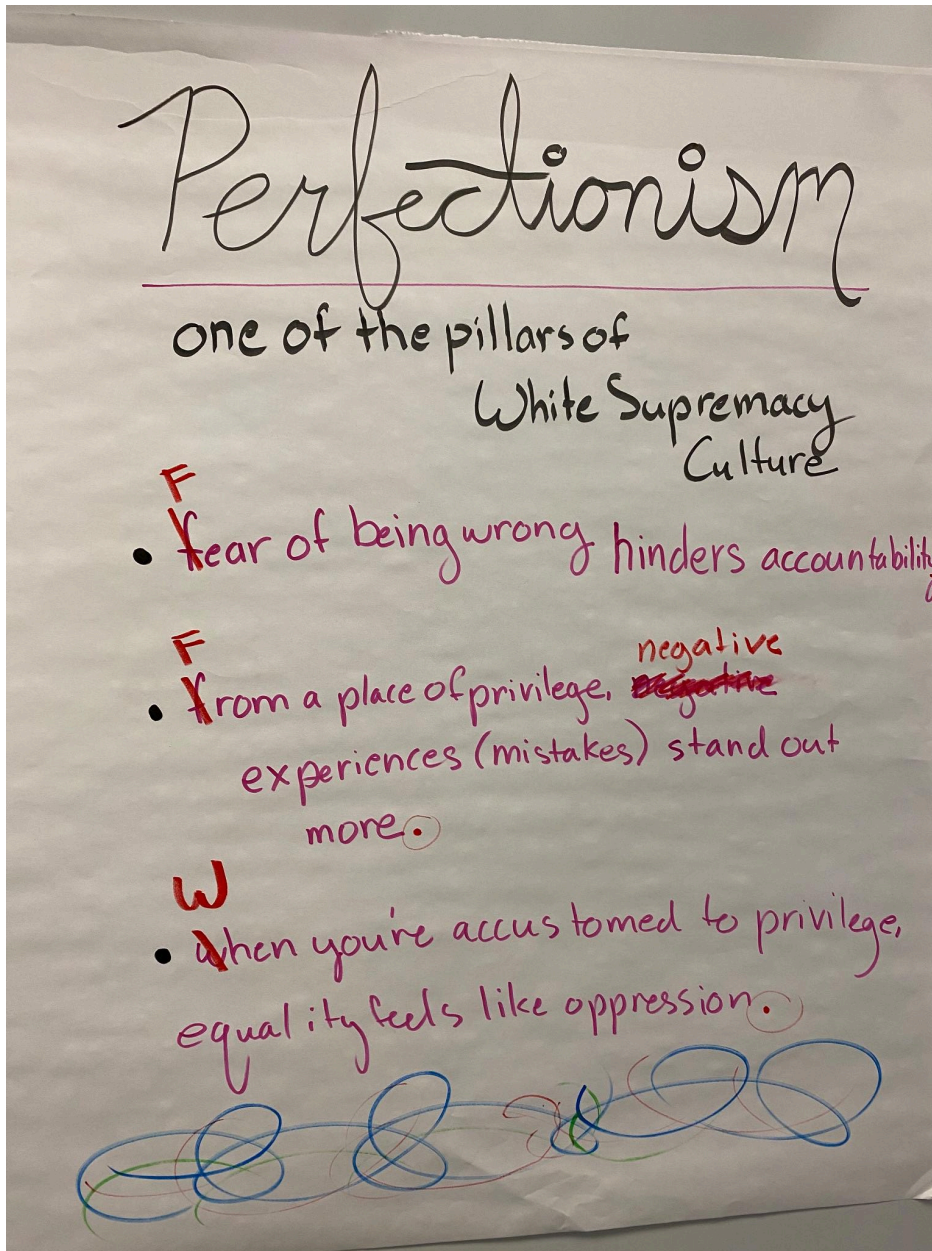 Perfectionism
one of the pillars of
White Supremacy
Culture
F
• fear of being wrong hinders accountability
F
negative
• from a place of privilege, negative
experiences (mistakes) stand out
more.
W
• when you're accustomed to privilege,
equality feels like oppression.